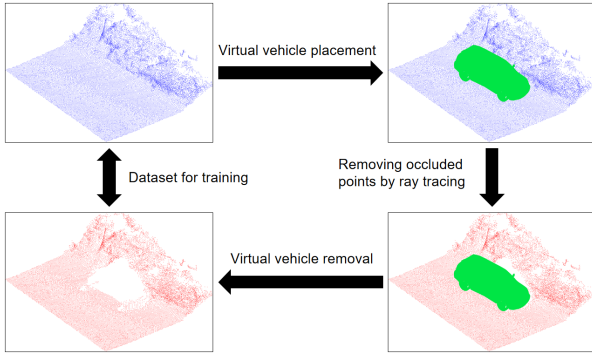 Virtual vehicle placement
Dataset for training
Removing occluded
points by ray tracing
Virtual vehicle removal